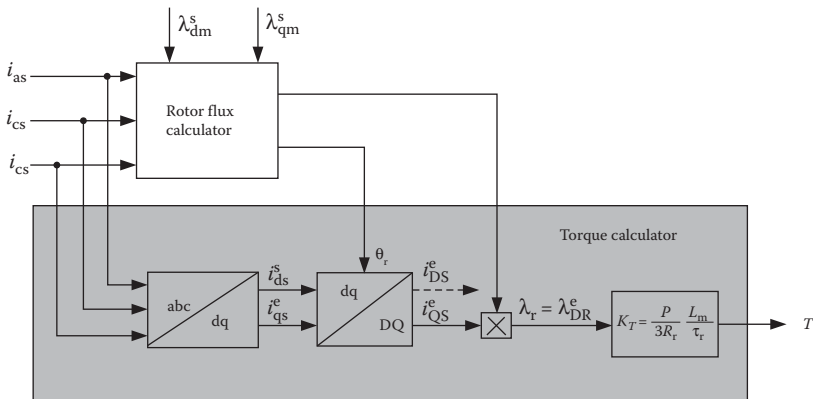 λ^s_dm
λ^s_qm
i_as
i_cs
i_cs
Rotor flux
calculator
Torque calculator
θ_r
abc
dq
i^s_ds
i^e_qs
dq
DQ
i^e_DS
i^e_QS
×
λ_r = λ^e_DR
K_T = P/3R_r L_m/τ_r
T